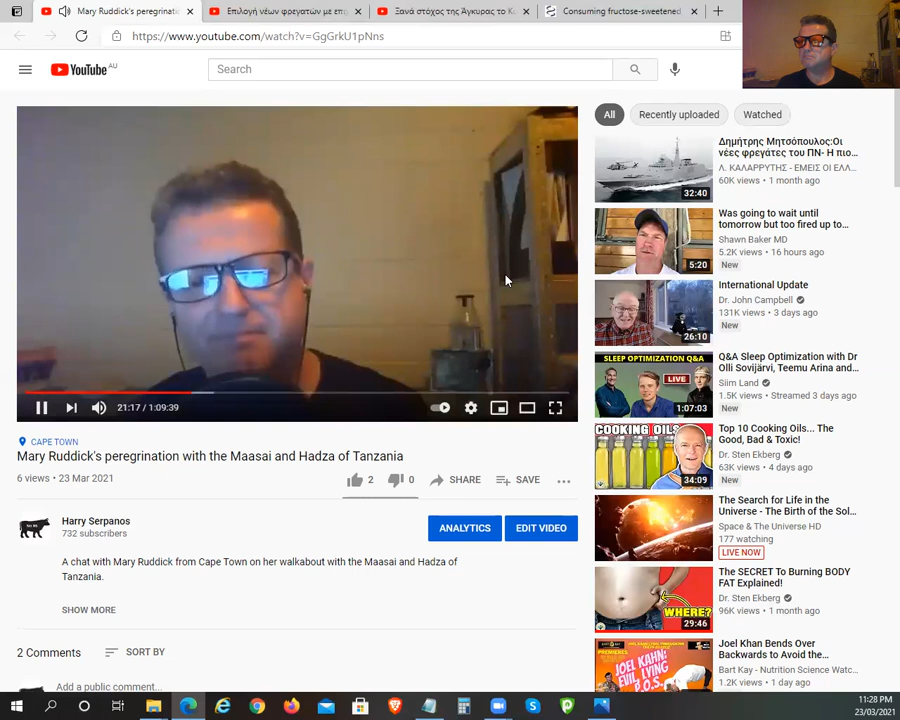 Mary Ruddick's peregrinatio
Επιλογή νέων φρεγατών με επι
Ξανά στόχος της Άγκυρας το Κ
Consuming fructose-sweetened
https://www.youtube.com/watch?v=GgGrkU1pNns
YouTube AU
Search
All
Recently uploaded
Watched
Δημήτρης Μητσόπουλος:Οι
νέες φρεγάτες του ΠΝ- Η πιο...
Λ. ΚΑΛΑΡΡΥΤΗΣ - ΕΜΕΙΣ ΟΙ ΕΛΛ...
60K views • 1 month ago
32:40
Was going to wait until
tomorrow but too fired up to...
Shawn Baker MD
5.2K views • 16 hours ago
New
5:20
International Update
Dr. John Campbell
131K views • 3 days ago
New
26:10
SLEEP OPTIMIZATION Q&A
LIVE
1:07:03
Q&A Sleep Optimization with Dr
Olli Sovijärvi, Teemu Arina and...
Siim Land
1.5K views • Streamed 3 days ago
COOKING OILS
34:09
Top 10 Cooking Oils... The
Good, Bad & Toxic!
Dr. Sten Ekberg
63K views • 4 days ago
New
The Search for Life in the
Universe - The Birth of the Sol...
Space & The Universe HD
177 watching
LIVE NOW
WHERE?
29:46
The SECRET To Burning BODY
FAT Explained!
Dr. Sten Ekberg
96K views • 1 month ago
JOEL KAHN:
EVIL LYING
P.O.S.
Joel Khan Bends Over
Backwards to Avoid the...
Bart Kay - Nutrition Science Watc...
1.2K views • 1 day ago
21:17 / 1:09:39
CAPE TOWN
Mary Ruddick's peregrination with the Maasai and Hadza of Tanzania
6 views • 23 Mar 2021
2
0
SHARE
SAVE
Harry Serpanos
732 subscribers
ANALYTICS
EDIT VIDEO
A chat with Mary Ruddick from Cape Town on her walkabout with the Maasai and Hadza of
Tanzania.
SHOW MORE
2 Comments
SORT BY
Add a public comment...
11:28 PM
23/03/2021